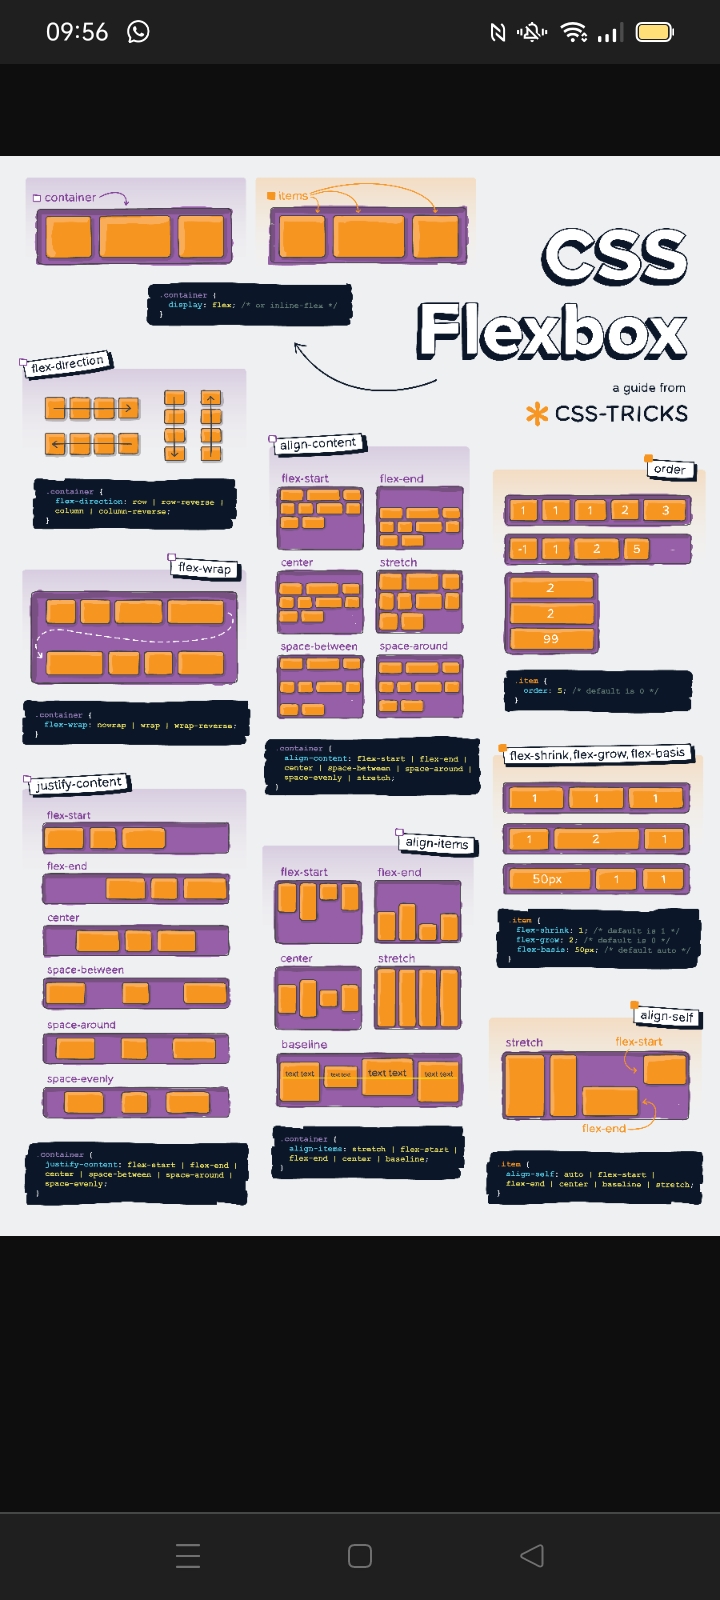 09:56
container
items
.container {
display: flex; /* or inline-flex */
}
CSS
Flexbox
a guide from
CSS-TRICKS
flex-direction
.container {
flex-direction: row | row-reverse |
column | column-reverse;
}
flex-wrap
.container {
flex-wrap: nowrap | wrap | wrap-reverse;
}
justify-content
flex-start
flex-end
center
space-between
space-around
space-evenly
.container {
justify-content: flex-start | flex-end |
center | space-between | space-around |
space-evenly;
}
align-content
flex-start
flex-end
center
stretch
space-between
space-around
.container {
align-content: flex-start | flex-end |
center | space-between | space-around |
space-evenly | stretch;
}
align-items
flex-start
flex-end
center
stretch
baseline
text text
text text
text text
text text
.container {
align-items: stretch | flex-start |
flex-end | center | baseline;
}
order
1 1 1 2 3
-1 1 2 5
2
2
99
.item {
order: 5; /* default is 0 */
}
flex-shrink, flex-grow, flex-basis
1 1 1
1 2 1
50px 1 1
.item {
flex-shrink: 1; /* default is 1 */
flex-grow: 2; /* default is 0 */
flex-basis: 50px; /* default auto */
}
align-self
stretch
flex-start
flex-end
.item {
align-self: auto | flex-start |
flex-end | center | baseline | stretch;
}